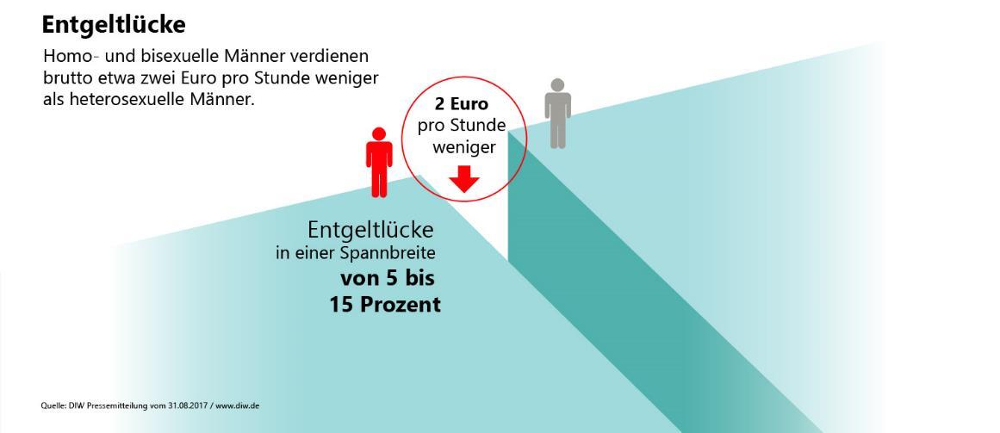 Entgeltlücke
Homo- und bisexuelle Männer verdienen
brutto etwa zwei Euro pro Stunde weniger
als heterosexuelle Männer.
2 Euro
pro Stunde
weniger
Entgeltlücke
in einer Spannbreite
von 5 bis
15 Prozent
Quelle: DIW Pressemitteilung vom 31.08.2017 / www.diw.de